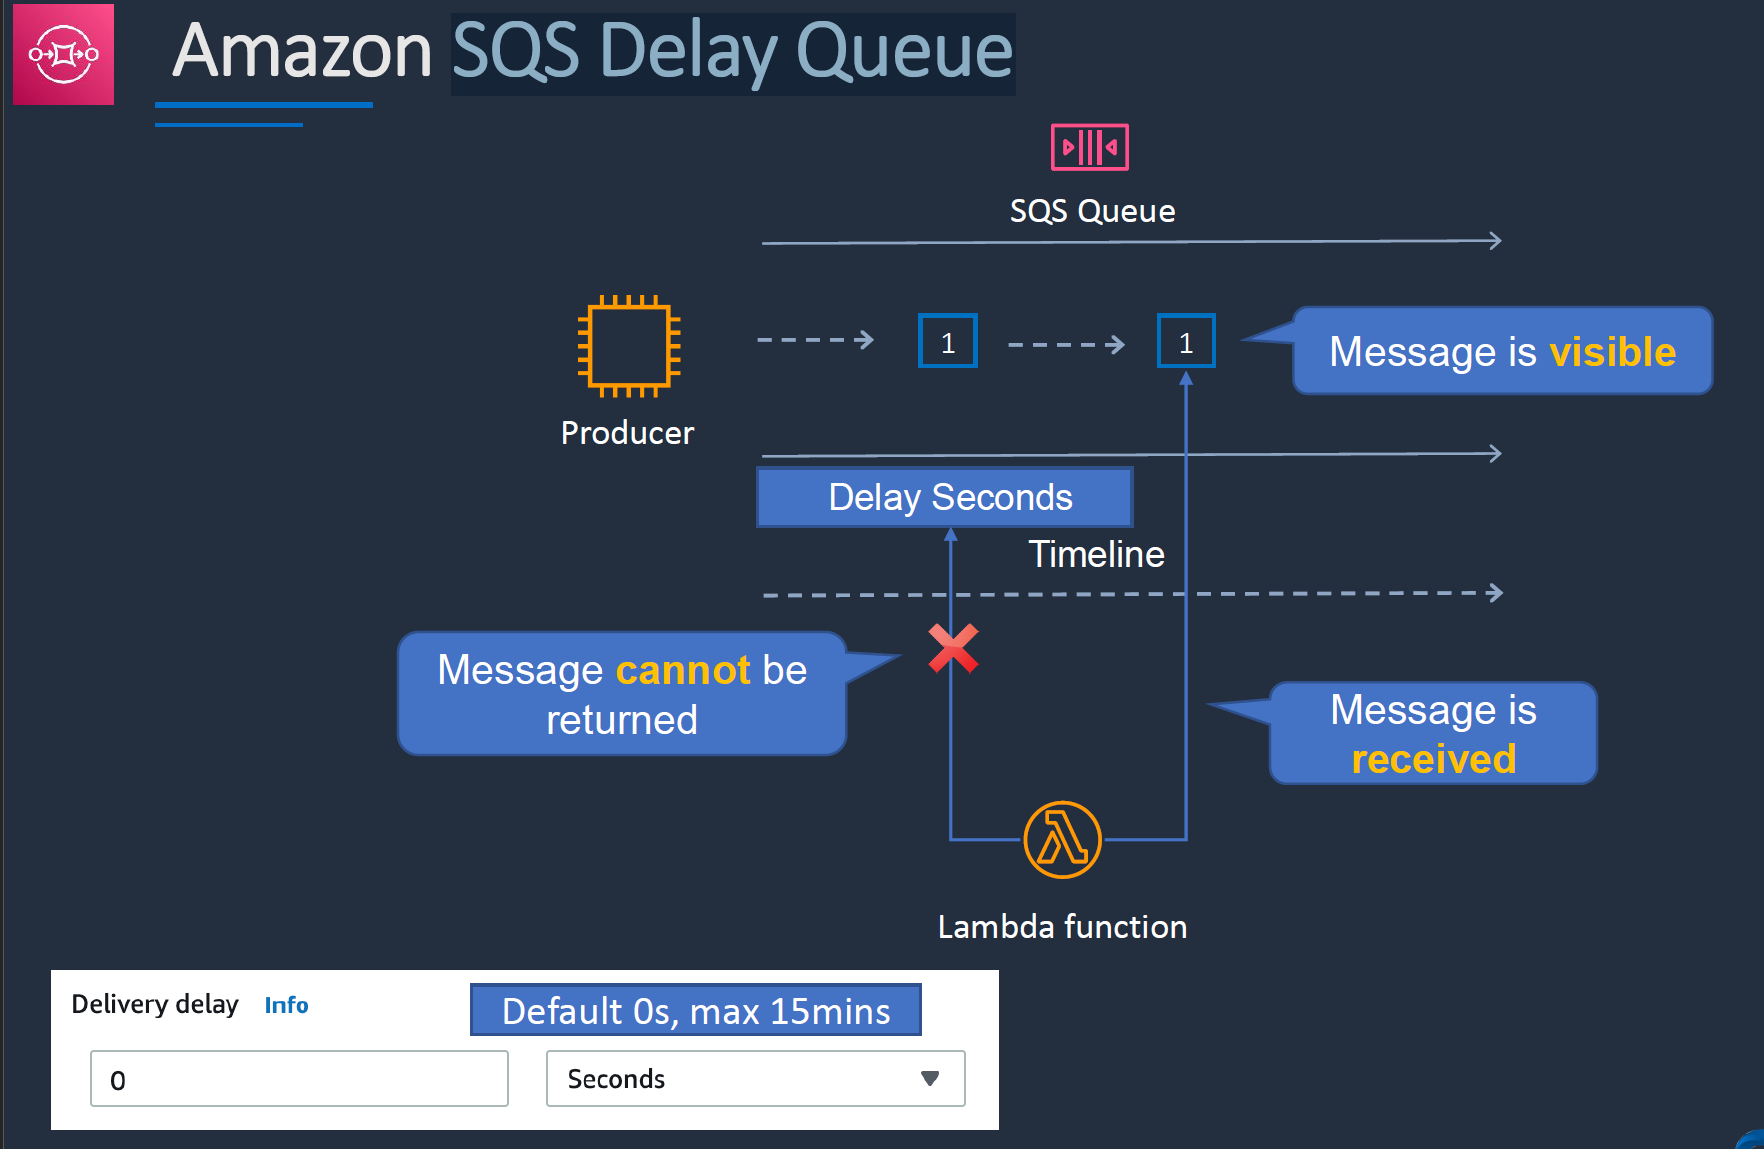 Amazon SQS Delay Queue
SQS Queue
1
1
Message is visible
Producer
Delay Seconds
Timeline
Message cannot be
returned
Message is
received
Lambda function
Delivery delay Info
Default 0s, max 15mins
0
Seconds